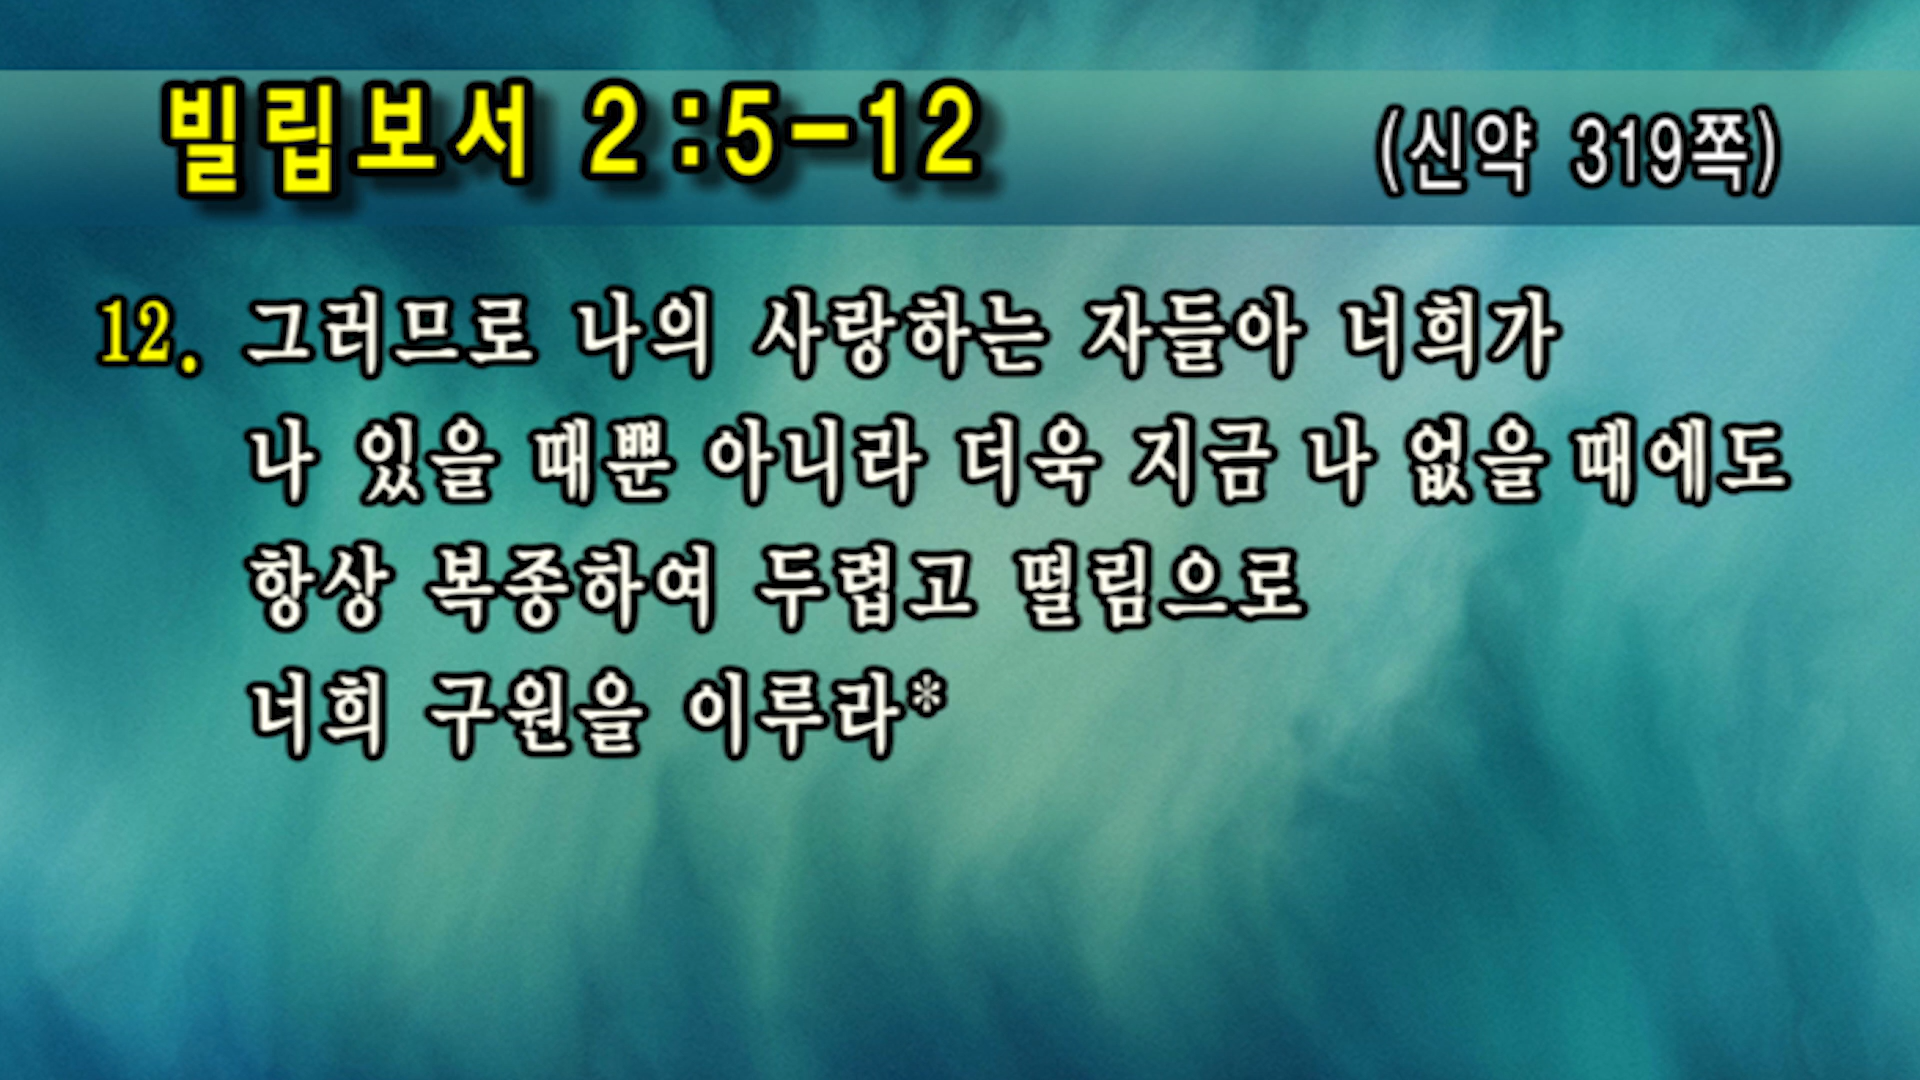 빌립보서 2:5-12 (신약 319쪽)
12. 그러므로 나의 사랑하는 자들아 너희가
나 있을 때뿐 아니라 더욱 지금 나 없을 때에도
항상 복종하여 두렵고 떨림으로
너희 구원을 이루라*